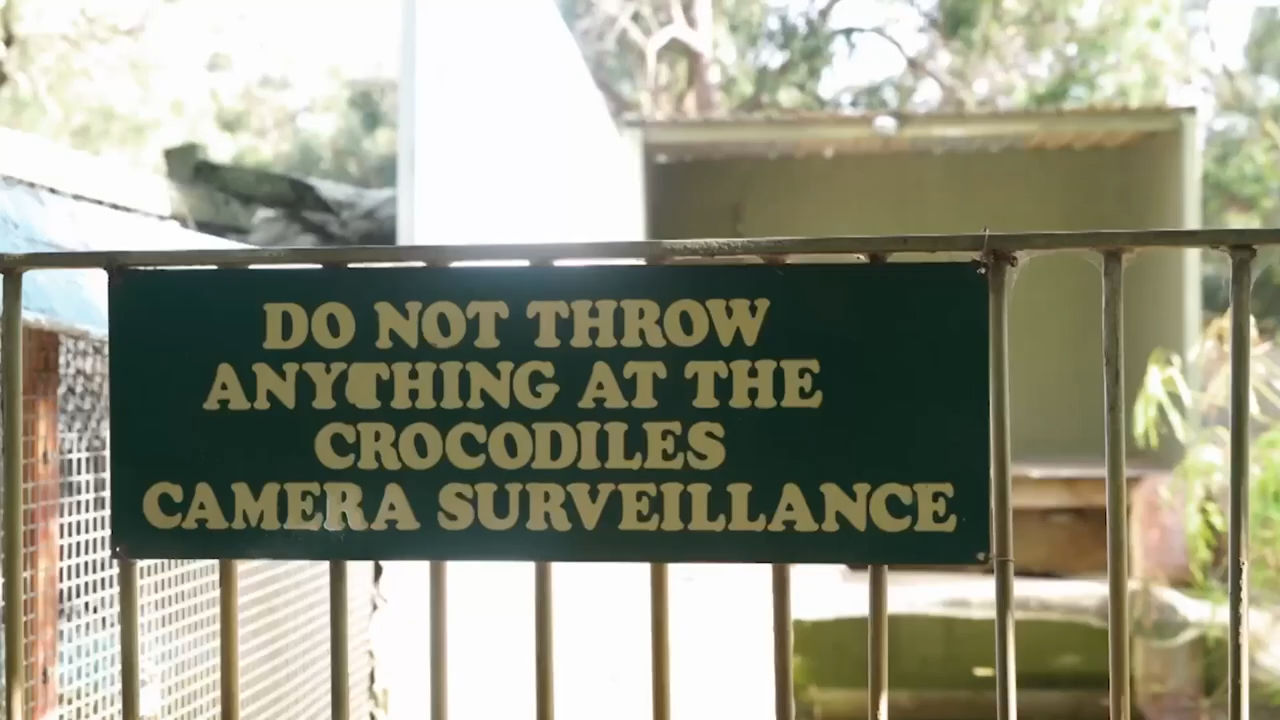 DO NOT THROW
ANYTHING AT THE
CROCODILES
CAMERA SURVEILLANCE